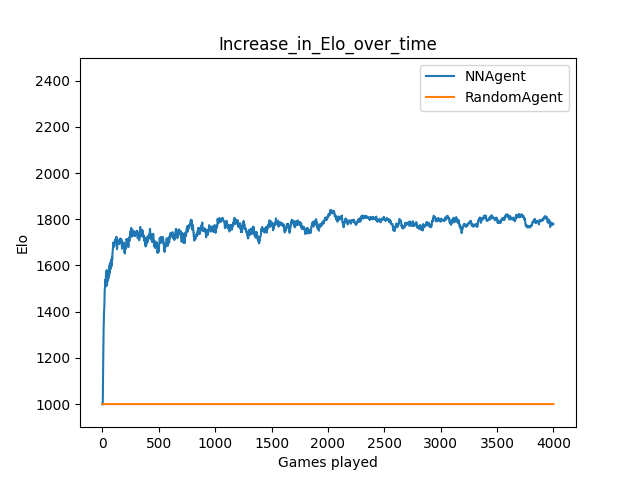 Increase_in_Elo_over_time
NNAgent
RandomAgent
2400
2200
2000
1800
1600
1400
1200
1000
Elo
0 500 1000 1500 2000 2500 3000 3500 4000
Games played